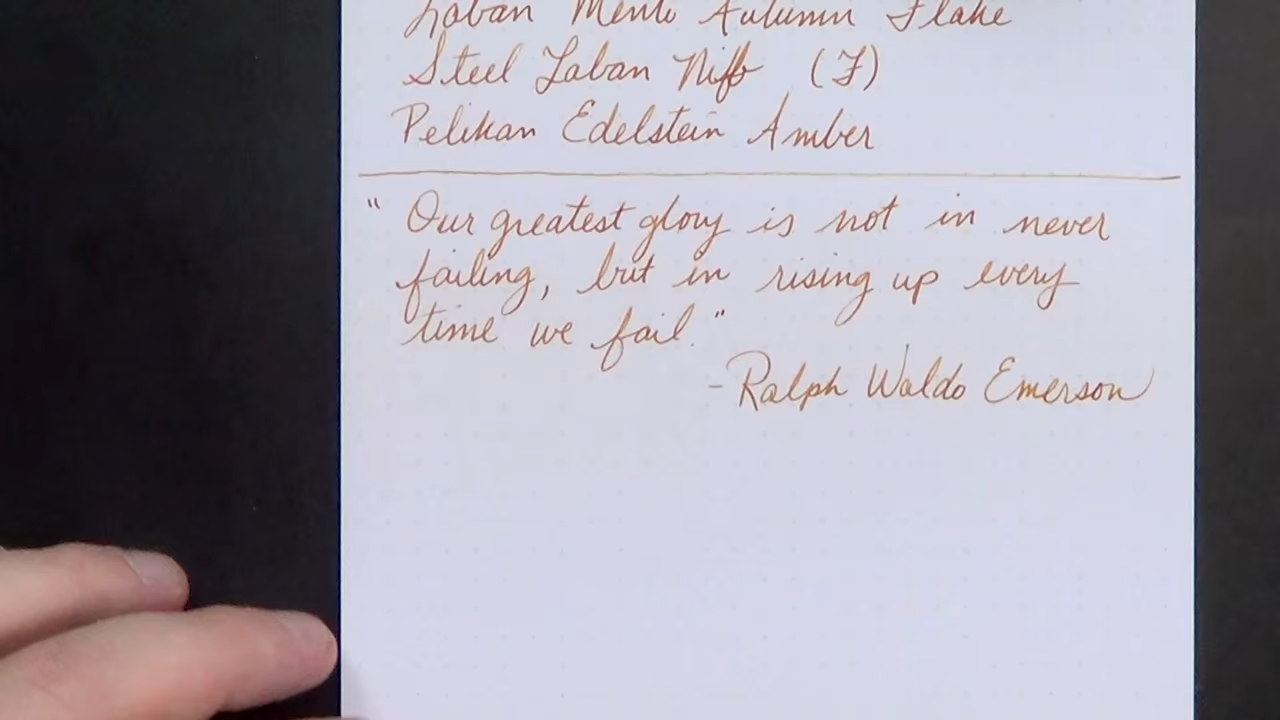 Laban Mento Autumn Flake
Steel Laban Nib (F)
Pelikan Edelstein Amber
" Our greatest glory is not in never
failing, but in rising up every
time we fail."
-Ralph Waldo Emerson